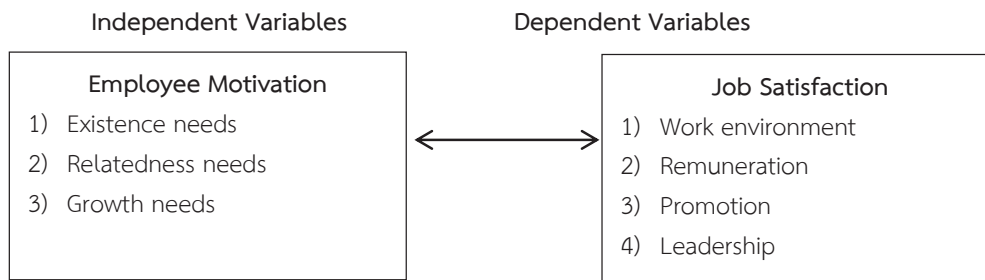 Independent Variables
Dependent Variables
Employee Motivation
1) Existence needs
2) Relatedness needs
3) Growth needs
Job Satisfaction
1) Work environment
2) Remuneration
3) Promotion
4) Leadership